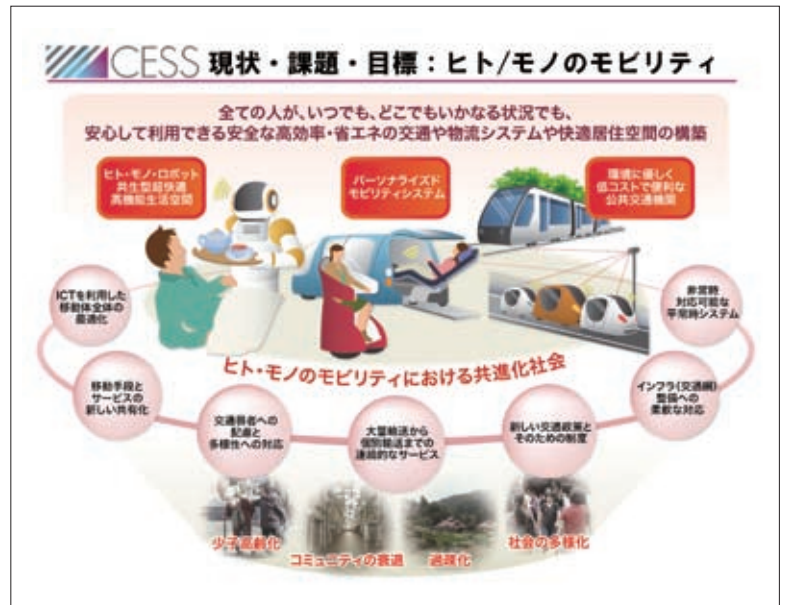 CESS 現状・課題・目標：ヒト/モノのモビリティ
全ての人が、いつでも、どこでもいかなる状況でも、
安心して利用できる安全な高効率・省エネの交通や物流システムや快適居住空間の構築
ヒト・モノ・ロボット
共生型超快適
高機能生活空間
パーソナライズド
モビリティシステム
環境に優しく
低コストで便利な
公共交通機関
ICTを利用した
移動体全体の
最適化
非常時
対応可能な
平常時システム
ヒト・モノのモビリティにおける共進化社会
移動手段と
サービスの
新しい共有化
交通弱者への
配慮と
多様性への対応
大量輸送から
個別輸送までの
連続的なサービス
新しい交通政策と
そのための制度
インフラ(交通網)
整備への
柔軟な対応
少子高齢化
コミュニティの衰退
過疎化
社会の多様化